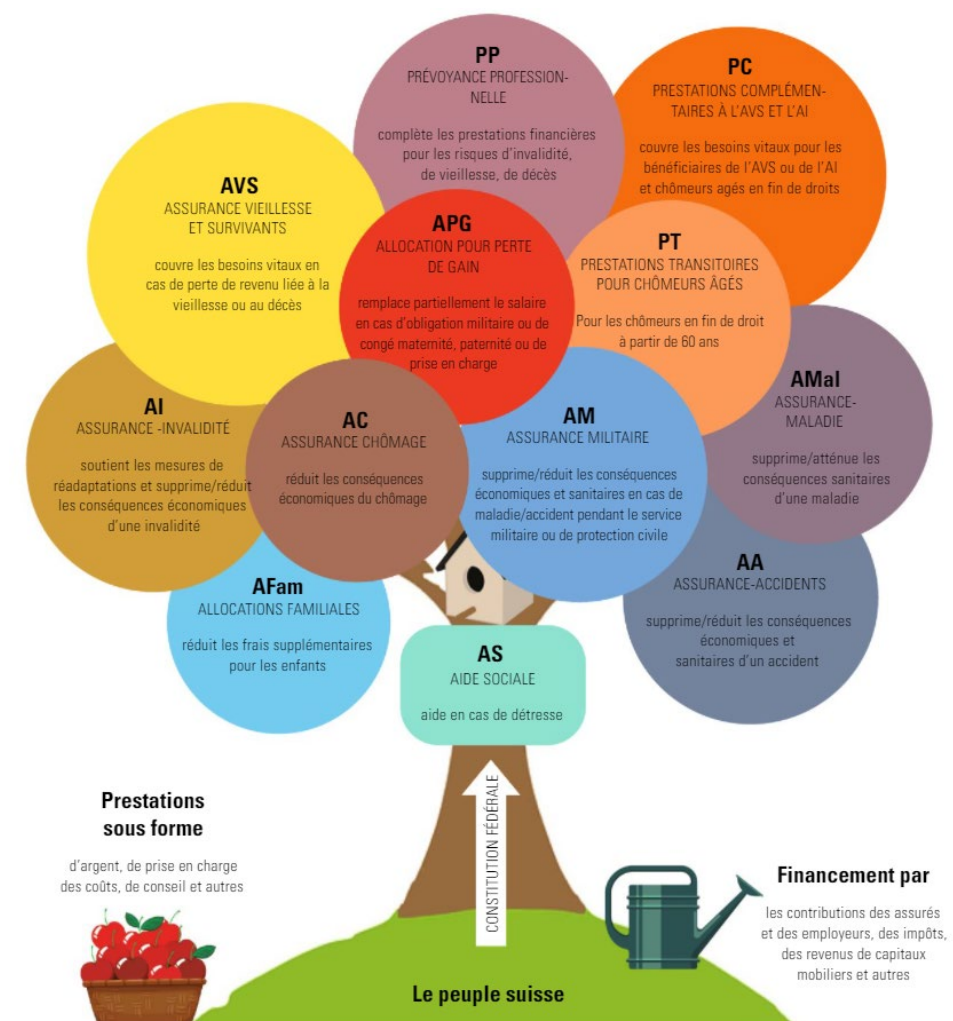 PP
PRÉVOYANCE PROFESSION-
NELLE
complète les prestations financières
pour les risques d'invalidité,
de vieillesse, de décès
PC
PRESTATIONS COMPLÉMEN-
TAIRES À L'AVS ET L'AI
couvre les besoins vitaux pour les
bénéficiaires de l'AVS ou de l'AI
et chômeurs agés en fin de droits
AVS
ASSURANCE VIEILLESSE
ET SURVIVANTS
couvre les besoins vitaux en
cas de perte de revenu liée à la
vieillesse ou au décès
APG
ALLOCATION POUR PERTE
DE GAIN
remplace partiellement le salaire
en cas d'obligation militaire ou de
congé maternité, paternité ou de
prise en charge
PT
PRESTATIONS TRANSITOIRES
POUR CHÔMEURS ÂGÉS
Pour les chômeurs en fin de droit
à partir de 60 ans
AI
ASSURANCE -INVALIDITÉ
soutient les mesures de
réadaptations et supprime/réduit
les conséquences économiques
d'une invalidité
AC
ASSURANCE CHÔMAGE
réduit les conséquences
économiques du chômage
AM
ASSURANCE MILITAIRE
supprime/réduit les conséquences
économiques et sanitaires en cas de
maladie/accident pendant le service
militaire ou de protection civile
AMal
ASSURANCE-
MALADIE
supprime/atténue les
conséquences sanitaires
d'une maladie
AFam
ALLOCATIONS FAMILIALES
réduit les frais supplémentaires
pour les enfants
AA
ASSURANCE-ACCIDENTS
supprime/réduit les conséquences
économiques et
sanitaires d'un accident
AS
AIDE SOCIALE
aide en cas de détresse
CONSTITUTION FÉDÉRALE
Prestations
sous forme
d'argent, de prise en charge
des coûts, de conseil et autres
Financement par
les contributions des assurés
et des employeurs, des impôts,
des revenus de capitaux
mobiliers et autres
Le peuple suisse